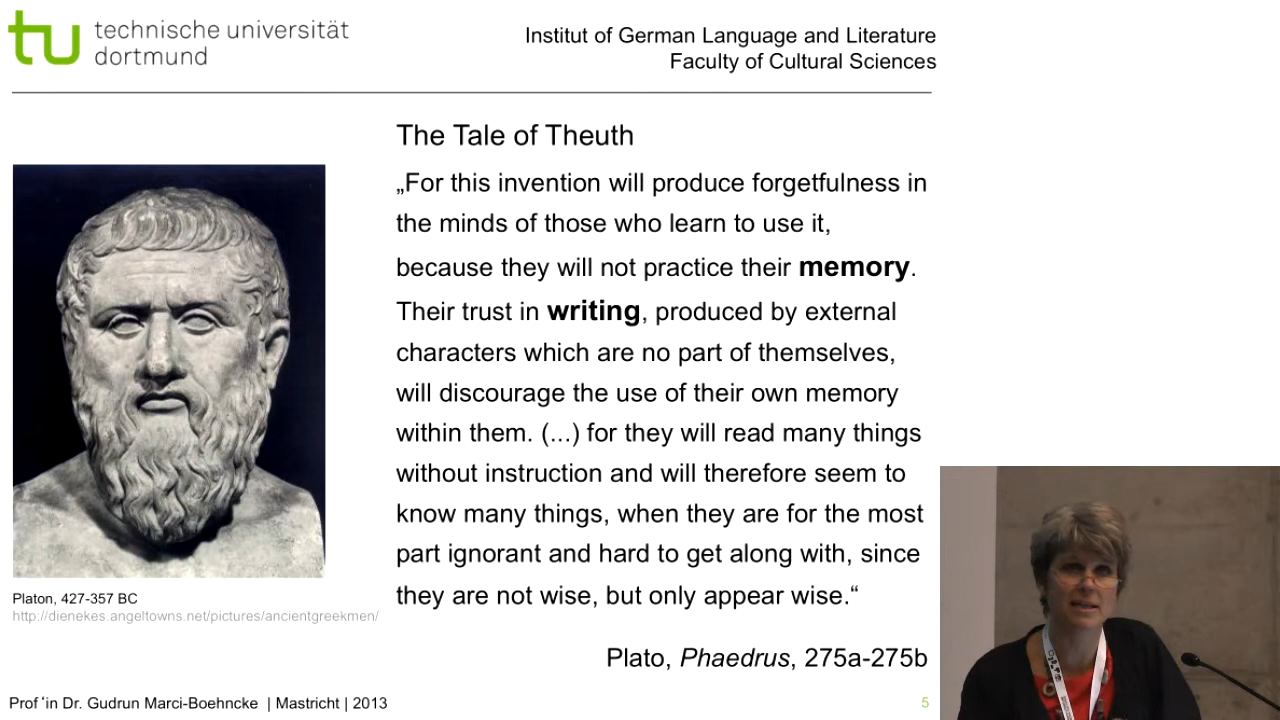 technische universität
dortmund
Institut of German Language and Literature
Faculty of Cultural Sciences
The Tale of Theuth
„For this invention will produce forgetfulness in
the minds of those who learn to use it,
because they will not practice their memory.
Their trust in writing, produced by external
characters which are no part of themselves,
will discourage the use of their own memory
within them. (...) for they will read many things
without instruction and will therefore seem to
know many things, when they are for the most
part ignorant and hard to get along with, since
they are not wise, but only appear wise.“
Plato, Phaedrus, 275a-275b
Platon, 427-357 BC
http://dienekes.angeltowns.net/pictures/ancientgreekmen/
Prof‘in Dr. Gudrun Marci-Boehncke | Mastricht | 2013
5